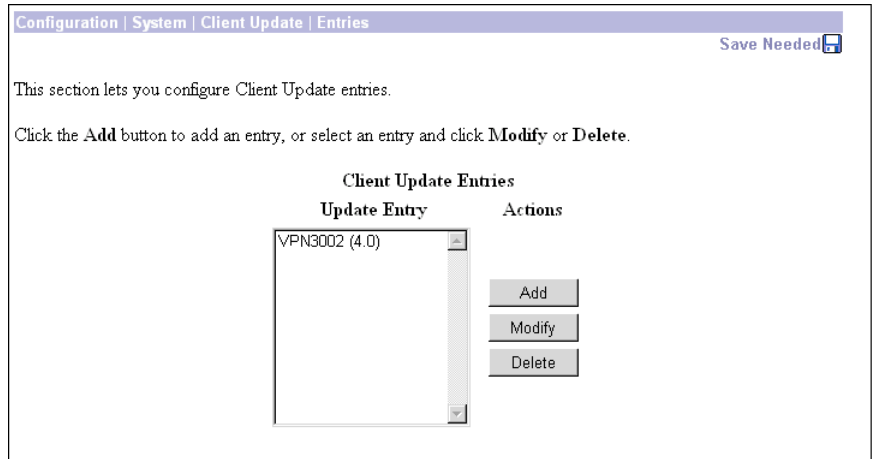 Configuration | System | Client Update | Entries
Save Needed
This section lets you configure Client Update entries.
Click the Add button to add an entry, or select an entry and click Modify or Delete.
Client Update Entries
Update Entry Actions
VPN3002 (4.0)
Add
Modify
Delete